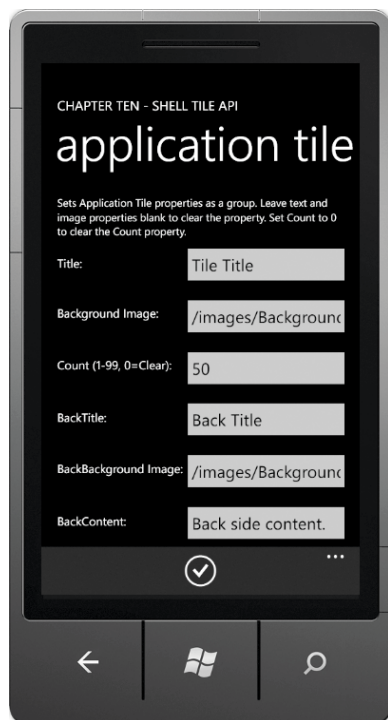 CHAPTER TEN - SHELL TILE API
application tile
Sets Application Tile properties as a group. Leave text and
image properties blank to clear the property. Set Count to 0
to clear the Count property.
Title: Tile Title
Background Image: /images/Background
Count (1-99, 0=Clear): 50
BackTitle: Back Title
BackBackground Image: /images/Background
BackContent: Back side content.
...